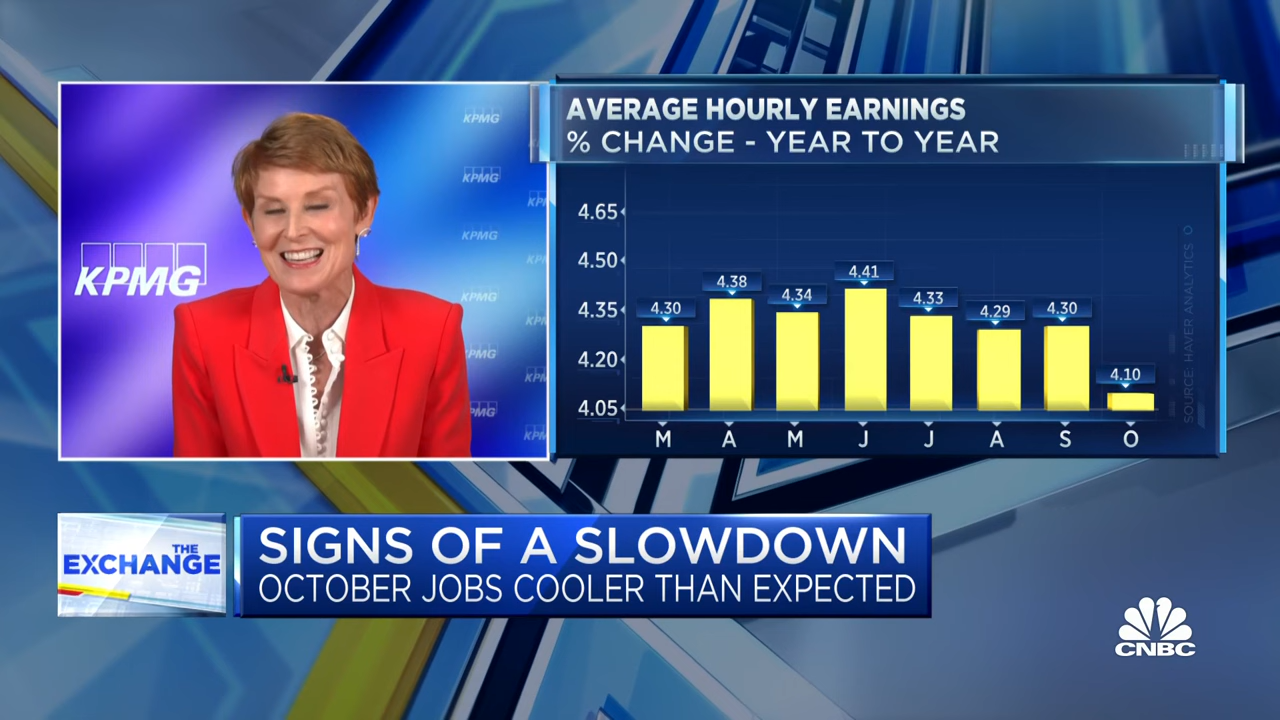 AVERAGE HOURLY EARNINGS
% CHANGE - YEAR TO YEAR
KPMG
KPMG
KPMG
KPMG
KPMG
KPMG
KPMG
4.65
4.50
4.35
4.20
4.05
4.30
4.38
4.34
4.41
4.33
4.29
4.30
4.10
M A M J J A S O
SOURCE: HAVER ANALYTICS
THE
EXCHANGE
SIGNS OF A SLOWDOWN
OCTOBER JOBS COOLER THAN EXPECTED
CNBC